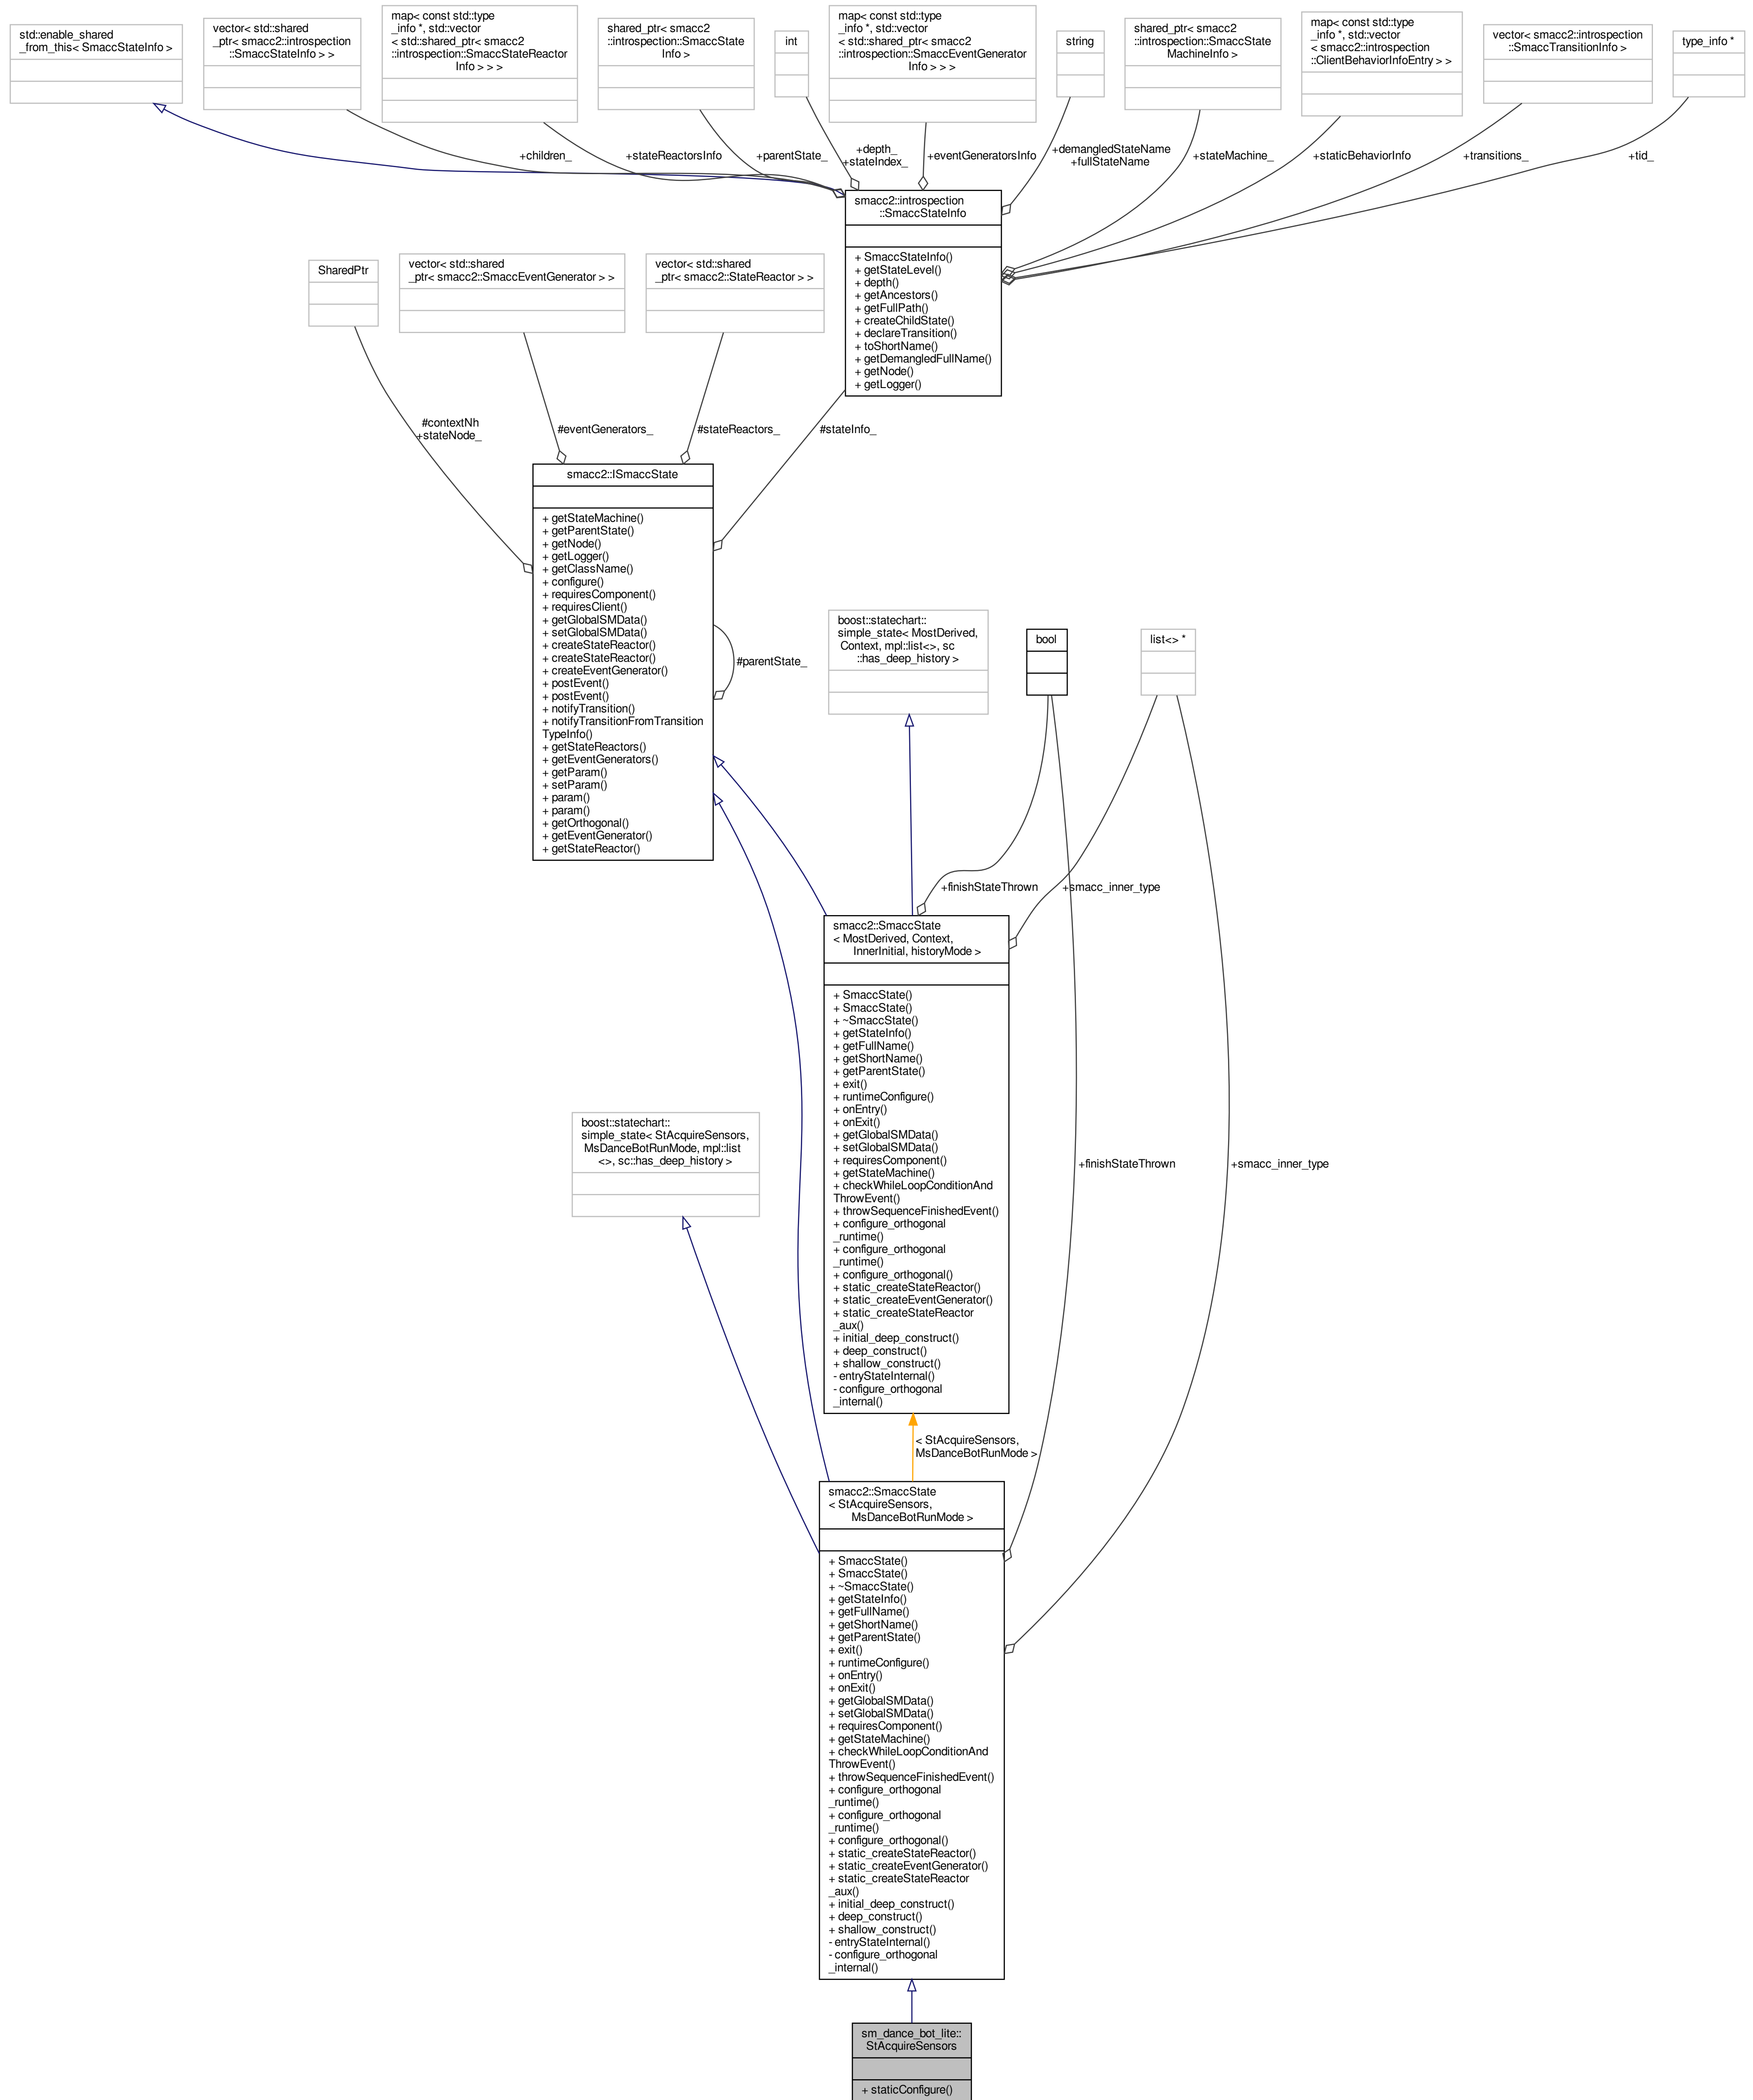 std::enable_shared
_from_this< SmaccStateInfo >
vector< std::shared
_ptr< smacc2::introspection
::SmaccStateInfo > >
map< const std::type
_info *, std::vector
< std::shared_ptr< smacc2
::introspection::SmaccStateReactor
Info > > >
shared_ptr< smacc2
::introspection::SmaccState
Info >
int
map< const std::type
_info *, std::vector
< std::shared_ptr< smacc2
::introspection::SmaccEventGenerator
Info > > >
string
shared_ptr< smacc2
::introspection::SmaccState
MachineInfo >
map< const std::type
_info *, std::vector
< smacc2::introspection
::ClientBehaviorInfoEntry > >
vector< smacc2::introspection
::SmaccTransitionInfo >
type_info *
+children_
+stateReactorsInfo
+parentState_
+depth_
+stateIndex_
+eventGeneratorsInfo
+demangledStateName
+fullStateName
+stateMachine_
+staticBehaviorInfo
+transitions_
+tid_
smacc2::introspection
::SmaccStateInfo
+ SmaccStateInfo()
+ getStateLevel()
+ depth()
+ getAncestors()
+ getFullPath()
+ createChildState()
+ declareTransition()
+ toShortName()
+ getDemangledFullName()
+ getNode()
+ getLogger()
SharedPtr
vector< std::shared
_ptr< smacc2::SmaccEventGenerator > >
vector< std::shared
_ptr< smacc2::StateReactor > >
#contextNh
+stateNode_
#eventGenerators_
#stateReactors_
#stateInfo_
smacc2::ISmaccState
+ getStateMachine()
+ getParentState()
+ getNode()
+ getLogger()
+ getClassName()
+ configure()
+ requiresComponent()
+ requiresClient()
+ getGlobalSMData()
+ setGlobalSMData()
+ createStateReactor()
+ createStateReactor()
+ createEventGenerator()
+ postEvent()
+ postEvent()
+ notifyTransition()
+ notifyTransitionFromTransition
TypeInfo()
+ getStateReactors()
+ getEventGenerators()
+ getParam()
+ setParam()
+ param()
+ param()
+ getOrthogonal()
+ getEventGenerator()
+ getStateReactor()
#parentState_
boost::statechart::
simple_state< MostDerived,
Context, mpl::list<>, sc
::has_deep_history >
bool
list<> *
+finishStateThrown
+smacc_inner_type
smacc2::SmaccState
< MostDerived, Context,
InnerInitial, historyMode >
+ SmaccState()
+ SmaccState()
+ ~SmaccState()
+ getStateInfo()
+ getFullName()
+ getShortName()
+ getParentState()
+ exit()
+ runtimeConfigure()
+ onEntry()
+ onExit()
+ getGlobalSMData()
+ setGlobalSMData()
+ requiresComponent()
+ getStateMachine()
+ checkWhileLoopConditionAnd
ThrowEvent()
+ throwSequenceFinishedEvent()
+ configure_orthogonal
_runtime()
+ configure_orthogonal
_runtime()
+ configure_orthogonal()
+ static_createStateReactor()
+ static_createEventGenerator()
+ static_createStateReactor
_aux()
+ initial_deep_construct()
+ deep_construct()
+ shallow_construct()
- entryStateInternal()
- configure_orthogonal
_internal()
boost::statechart::
simple_state< StAcquireSensors,
MsDanceBotRunMode, mpl::list
<>, sc::has_deep_history >
+finishStateThrown
+smacc_inner_type
< StAcquireSensors,
MsDanceBotRunMode >
smacc2::SmaccState
< StAcquireSensors,
MsDanceBotRunMode >
+ SmaccState()
+ SmaccState()
+ ~SmaccState()
+ getStateInfo()
+ getFullName()
+ getShortName()
+ getParentState()
+ exit()
+ runtimeConfigure()
+ onEntry()
+ onExit()
+ getGlobalSMData()
+ setGlobalSMData()
+ requiresComponent()
+ getStateMachine()
+ checkWhileLoopConditionAnd
ThrowEvent()
+ throwSequenceFinishedEvent()
+ configure_orthogonal
_runtime()
+ configure_orthogonal
_runtime()
+ configure_orthogonal()
+ static_createStateReactor()
+ static_createEventGenerator()
+ static_createStateReactor
_aux()
+ initial_deep_construct()
+ deep_construct()
+ shallow_construct()
- entryStateInternal()
- configure_orthogonal
_internal()
sm_dance_bot_lite::
StAcquireSensors
+ staticConfigure()